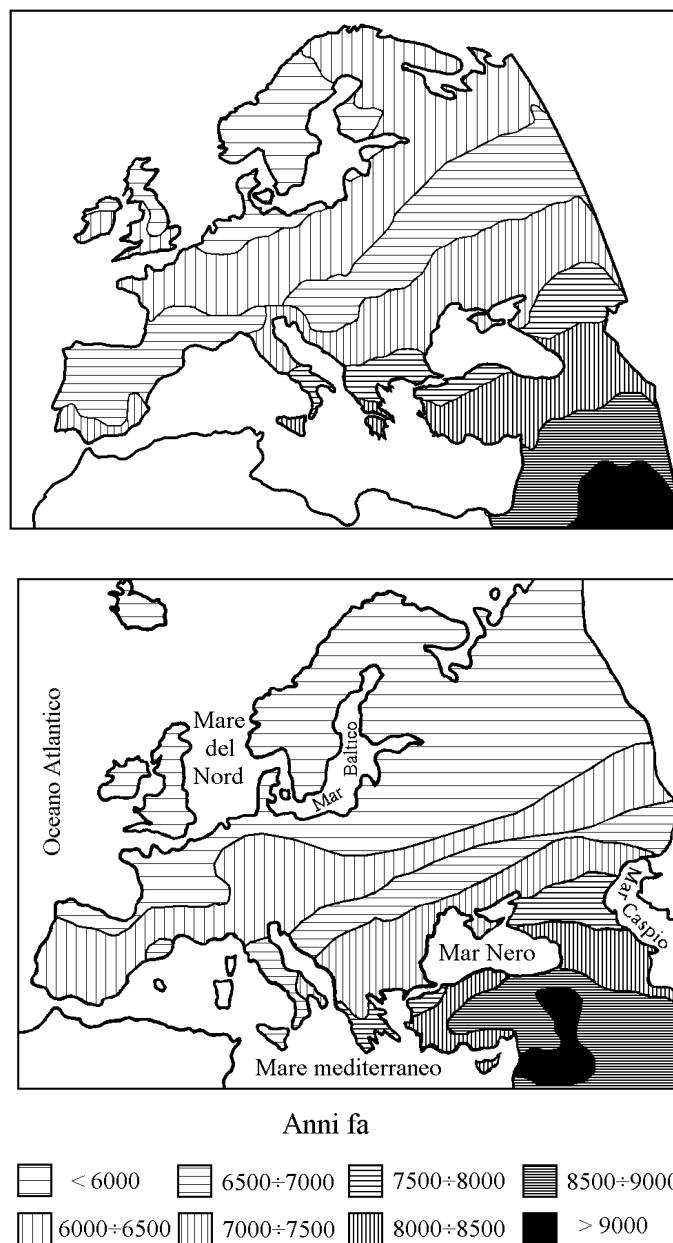 Oceano Atlantico
Mare
del
Nord
Mar
Baltico
Mar
Caspio
Mar Nero
Mare mediterraneo
Anni fa
< 6000
6500÷7000
7500÷8000
8500÷9000
6000÷6500
7000÷7500
8000÷8500
> 9000